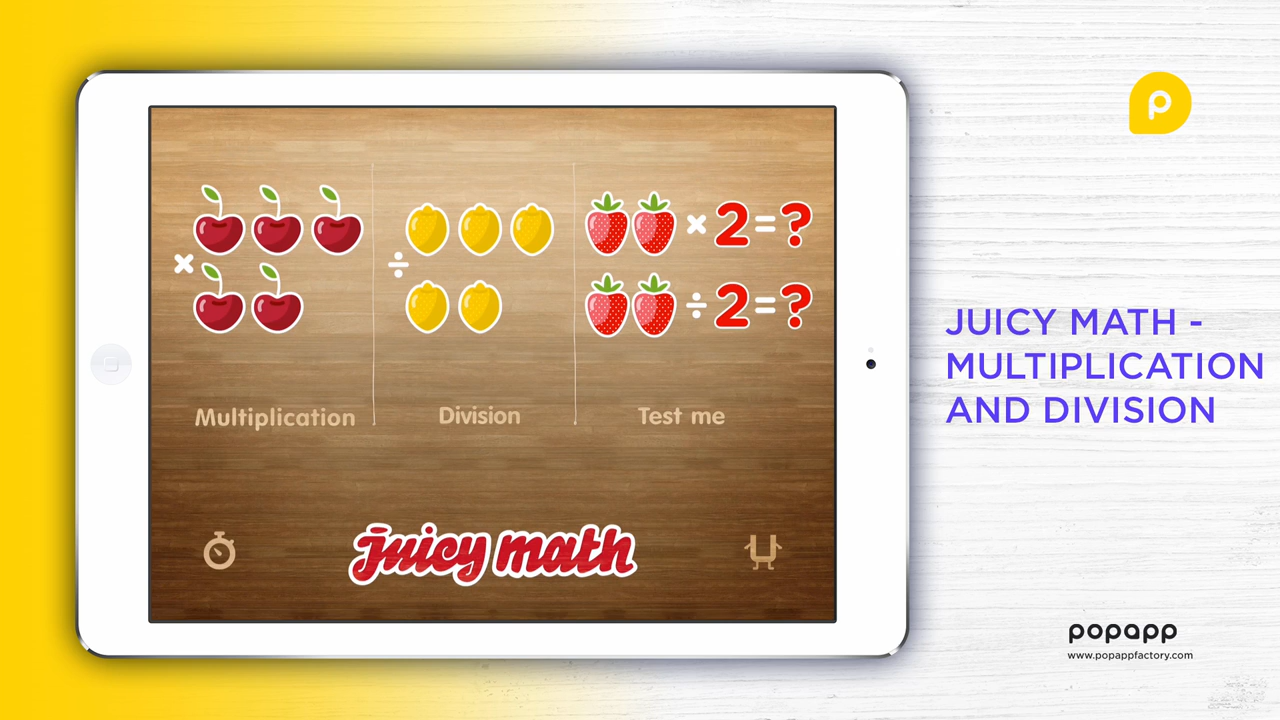 × 2 = ?
÷ 2 = ?
×
÷
Multiplication
Division
Test me
juicy math
P
JUICY MATH -
MULTIPLICATION
AND DIVISION
popapp
www.popappfactory.com